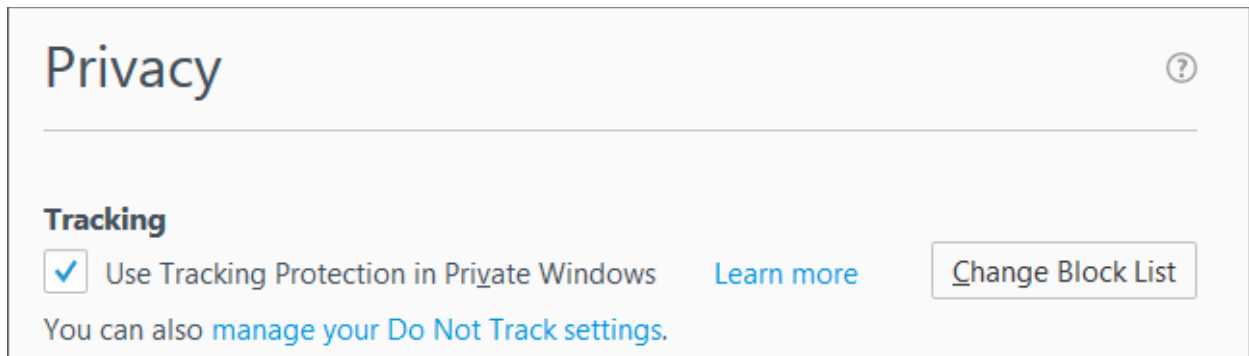 Privacy
Tracking
Use Tracking Protection in Private Windows Learn more Change Block List
You can also manage your Do Not Track settings.